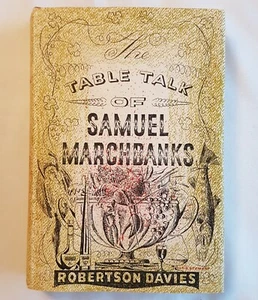 The
TABLE TALK
OF
SAMUEL
MARCHBANKS
ROBERTSON DAVIES